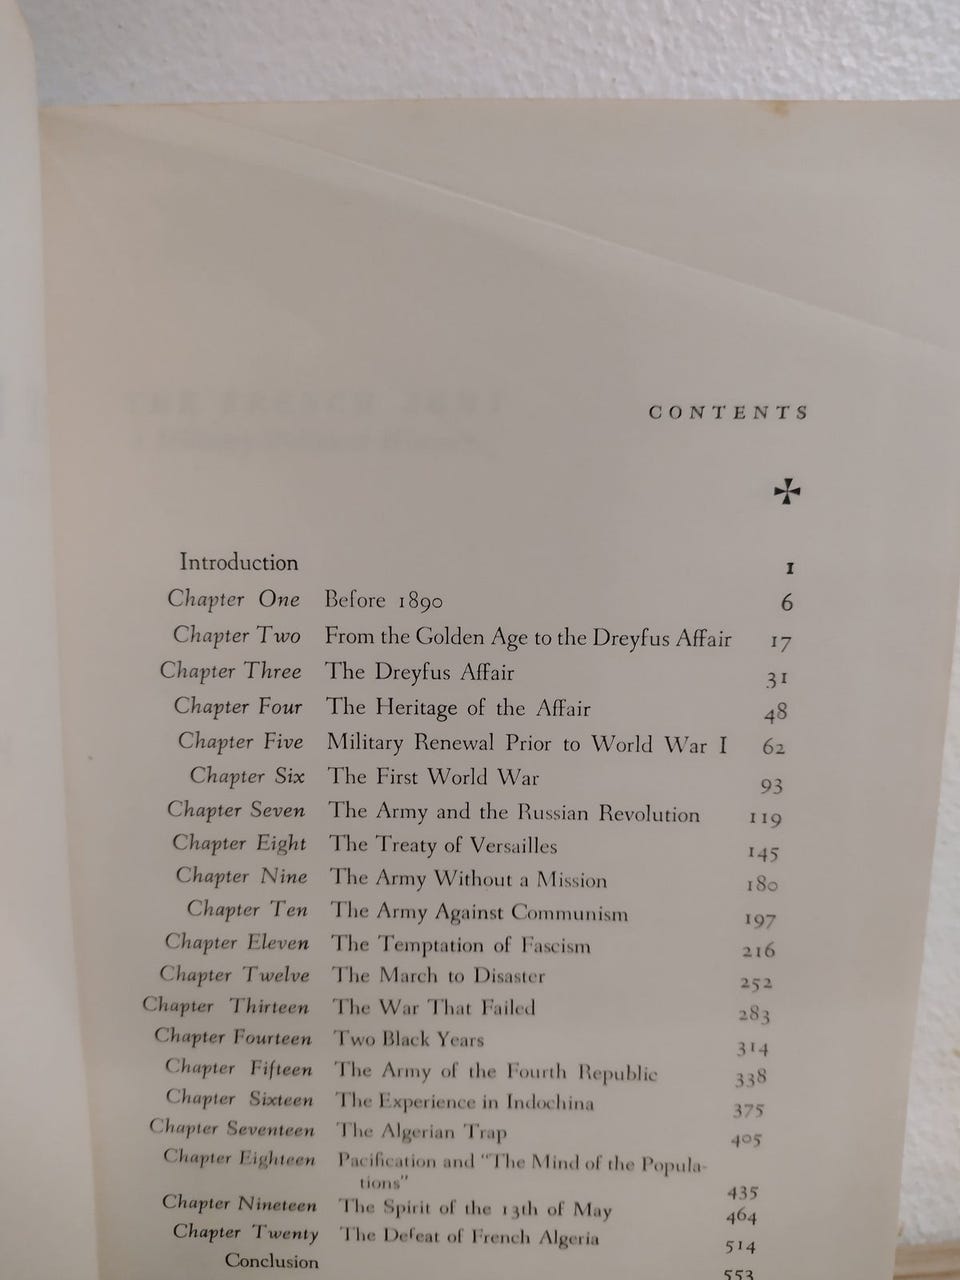 CONTENTS
Introduction 1
Chapter One Before 1890 6
Chapter Two From the Golden Age to the Dreyfus Affair 17
Chapter Three The Dreyfus Affair 31
Chapter Four The Heritage of the Affair 48
Chapter Five Military Renewal Prior to World War I 62
Chapter Six The First World War 93
Chapter Seven The Army and the Russian Revolution 119
Chapter Eight The Treaty of Versailles 145
Chapter Nine The Army Without a Mission 180
Chapter Ten The Army Against Communism 197
Chapter Eleven The Temptation of Fascism 216
Chapter Twelve The March to Disaster 252
Chapter Thirteen The War That Failed 283
Chapter Fourteen Two Black Years 314
Chapter Fifteen The Army of the Fourth Republic 338
Chapter Sixteen The Experience in Indochina 375
Chapter Seventeen The Algerian Trap 405
Chapter Eighteen Pacification and "The Mind of the Popula-
tions" 435
Chapter Nineteen The Spirit of the 13th of May 464
Chapter Twenty The Defeat of French Algeria 514
Conclusion 553